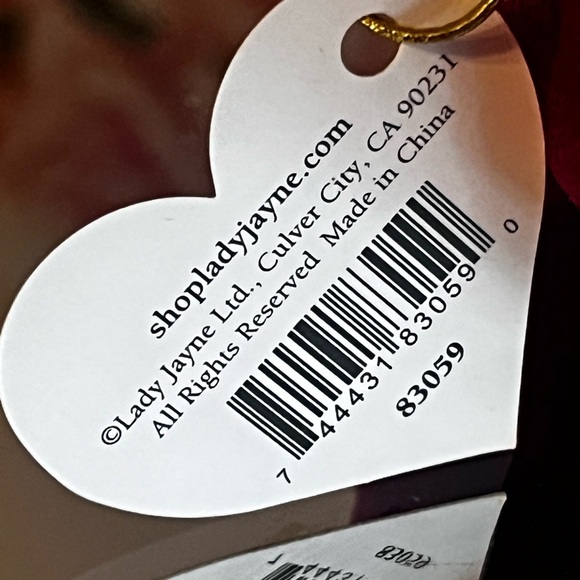 shopladyjayne.com
©Lady Jayne Ltd., Culver City, CA 90231
All Rights Reserved Made in China
7 44431 83059 0
83059